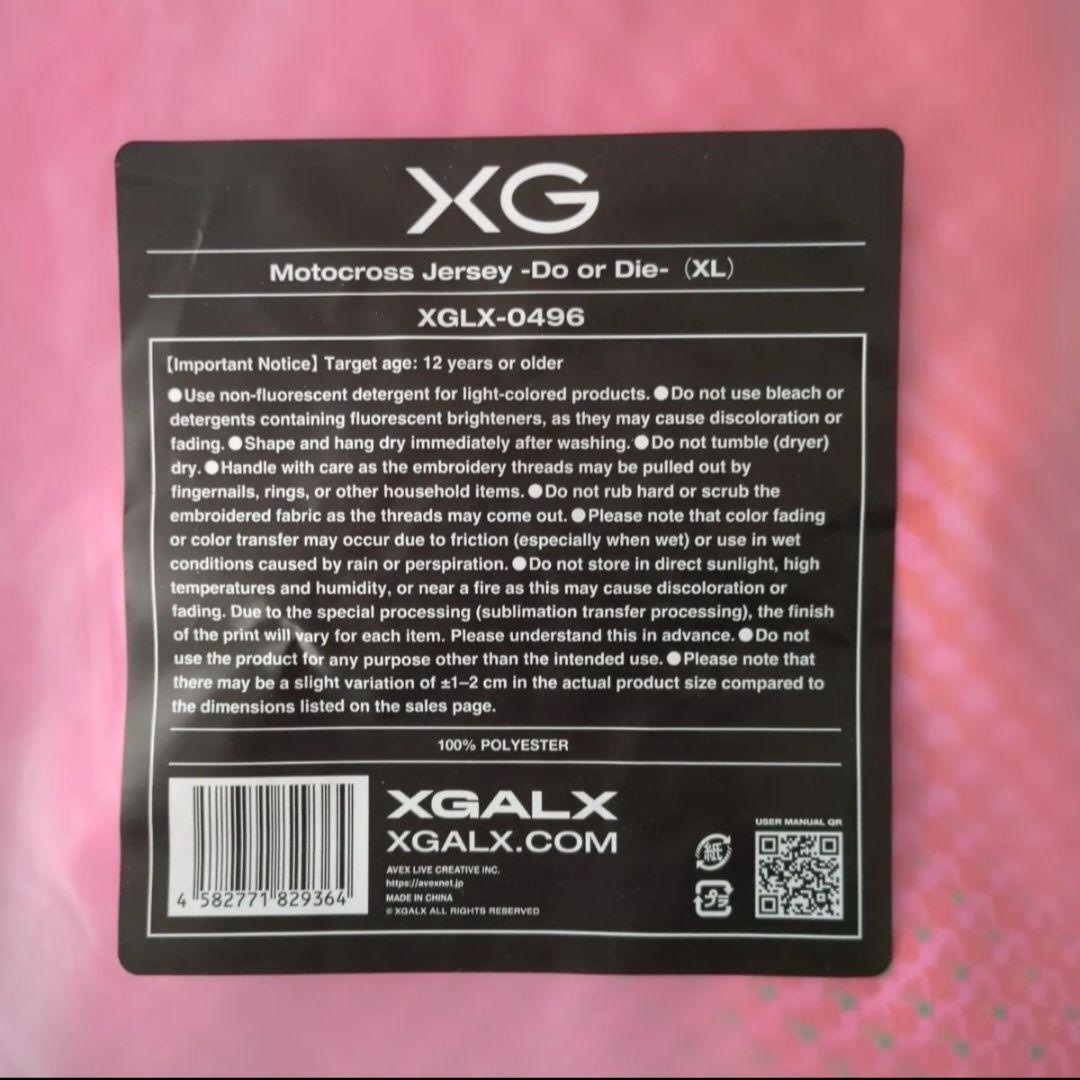 XG
Motocross Jersey -Do or Die-（XL）
XGLX-0496
【Important Notice】Target age: 12 years or older
●Use non-fluorescent detergent for light-colored products. ●Do not use bleach or
detergents containing fluorescent brighteners, as they may cause discoloration or
fading. ●Shape and hang dry immediately after washing. ●Do not tumble (dryer)
dry. ●Handle with care as the embroidery threads may be pulled out by
fingernails, rings, or other household items. ●Do not rub hard or scrub the
embroidered fabric as the threads may come out. ●Please note that color fading
or color transfer may occur due to friction (especially when wet) or use in wet
conditions caused by rain or perspiration. ●Do not store in direct sunlight, high
temperatures and humidity, or near a fire as this may cause discoloration or
fading. Due to the special processing (sublimation transfer processing), the finish
of the print will vary for each item. Please understand this in advance. ●Do not
use the product for any purpose other than the intended use. ●Please note that
there may be a slight variation of ±1–2 cm in the actual product size compared to
the dimensions listed on the sales page.
100% POLYESTER
4 582771 829364
XGALX
XGALX.COM
AVEX LIVE CREATIVE INC.
https://avexnet.jp
MADE IN CHINA
© XGALX ALL RIGHTS RESERVED
紙
プラ
USER MANUAL QR